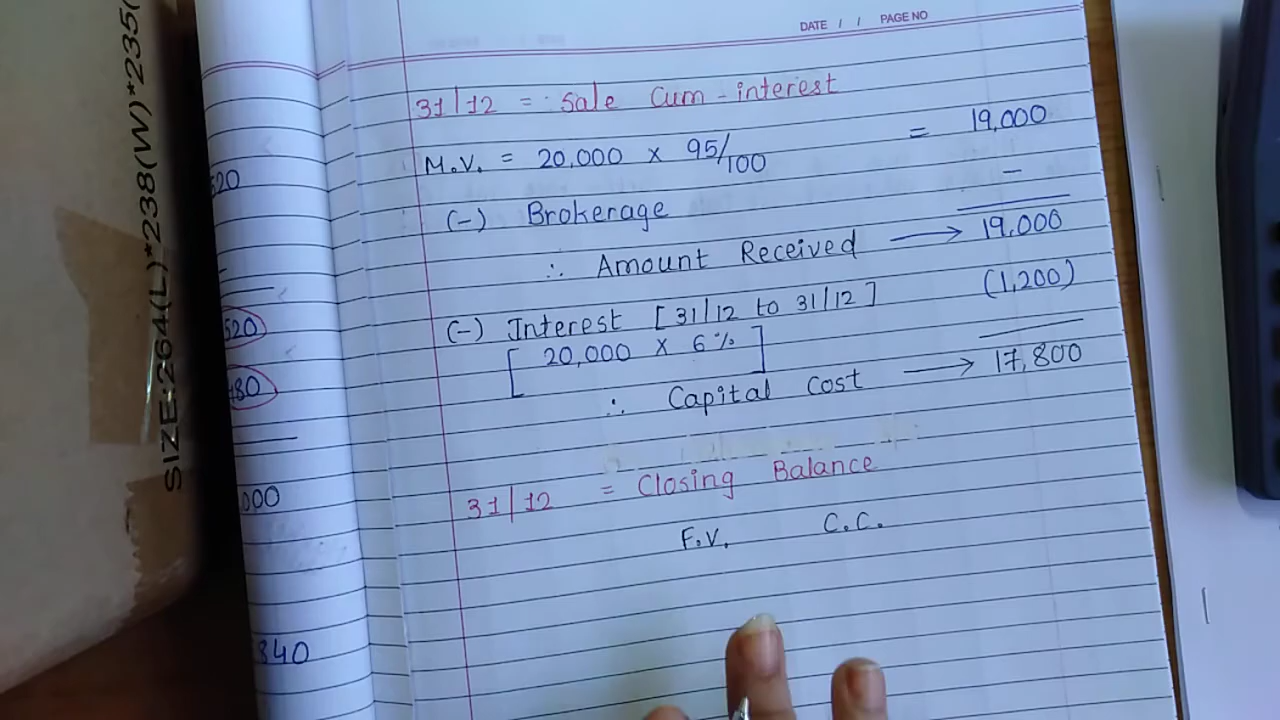 SIZE:264(L)*238(W)*235(
DATE / / PAGE NO
31/12 = Sale Cum-interest
M.V. = 20,000 x 95/100 = 19,000
(-) Brokerage –
∴ Amount Received → 19,000
(-) Interest [31/12 to 31/12] (1,200)
[20,000 x 6%]
∴ Capital Cost → 17,800
31/12 = Closing Balance
F.V. C.C.
520
520
480
000
340